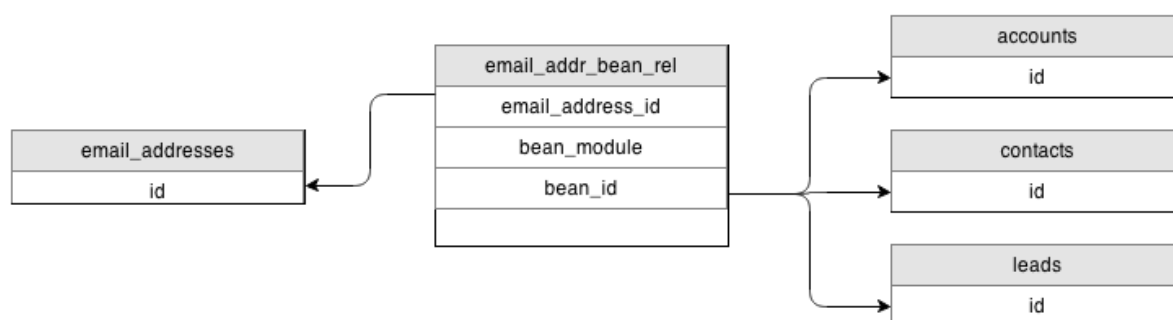 email_addresses
id
email_addr_bean_rel
email_address_id
bean_module
bean_id
accounts
id
contacts
id
leads
id